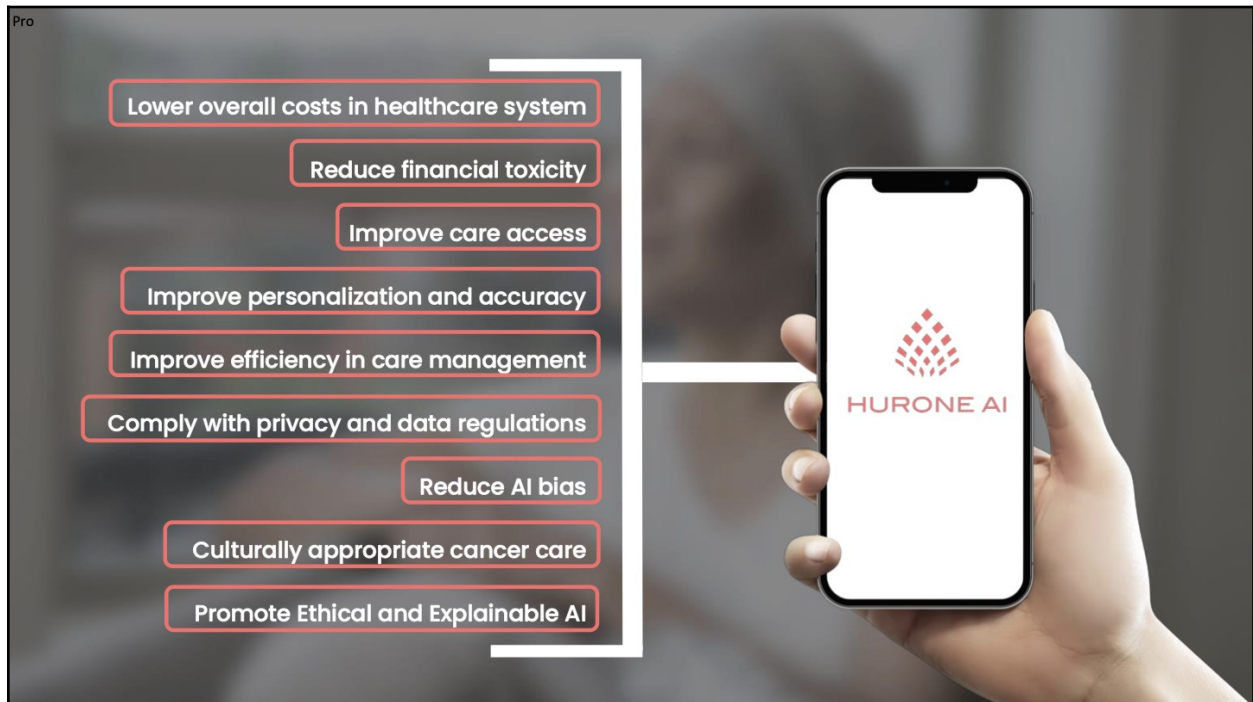 Pro
Lower overall costs in healthcare system
Reduce financial toxicity
Improve care access
Improve personalization and accuracy
Improve efficiency in care management
Comply with privacy and data regulations
Reduce AI bias
Culturally appropriate cancer care
Promote Ethical and Explainable AI
HURONE AI